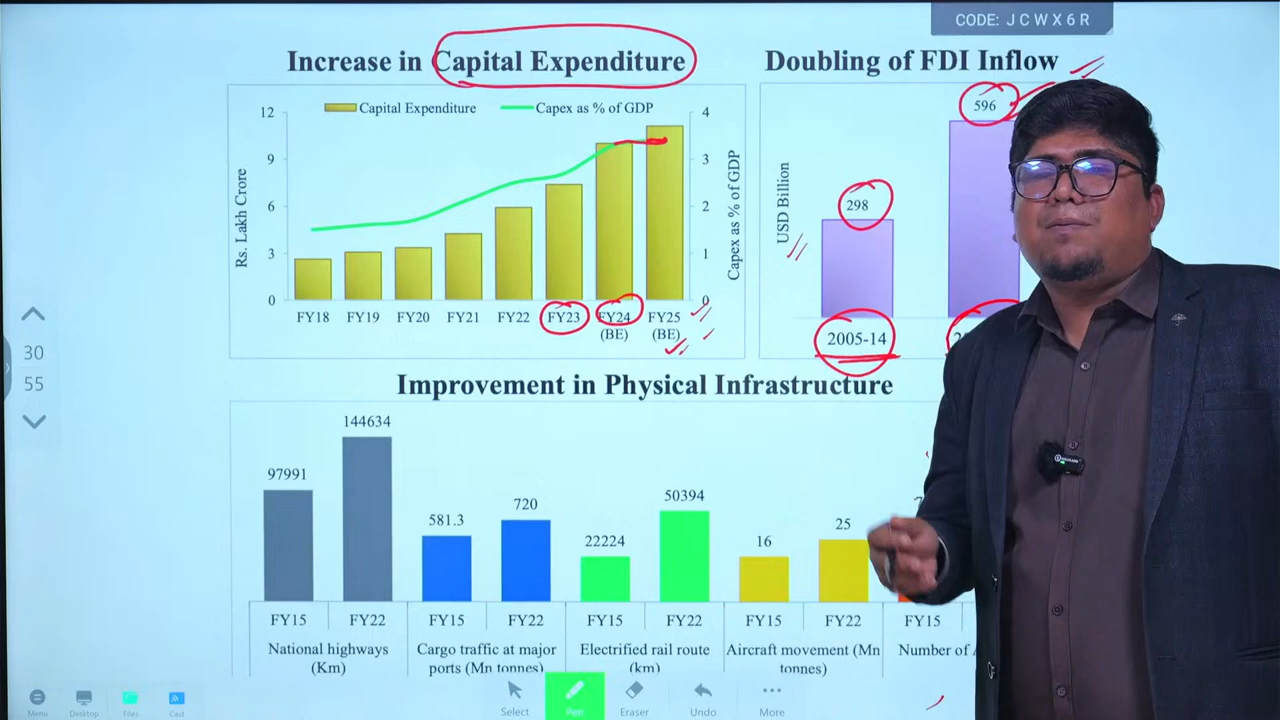 CODE: J C W X 6 R
Increase in Capital Expenditure
Capital Expenditure
Capex as % of GDP
12
9
6
3
0
Rs. Lakh Crore
4
3
2
1
0
Capex as % of GDP
FY18
FY19
FY20
FY21
FY22
FY23
FY24
(BE)
FY25
(BE)
Doubling of FDI Inflow
USD Billion
298
596
2005-14
30
55
Improvement in Physical Infrastructure
97991
144634
581.3
720
22224
50394
16
25
FY15
FY22
FY15
FY22
FY15
FY22
FY15
FY22
FY15
National highways
(Km)
Cargo traffic at major
ports (Mn tonnes)
Electrified rail route
(km)
Aircraft movement (Mn
tonnes)
Number of
Menu
Desktop
Files
Cast
Select
Pen
Eraser
Undo
More